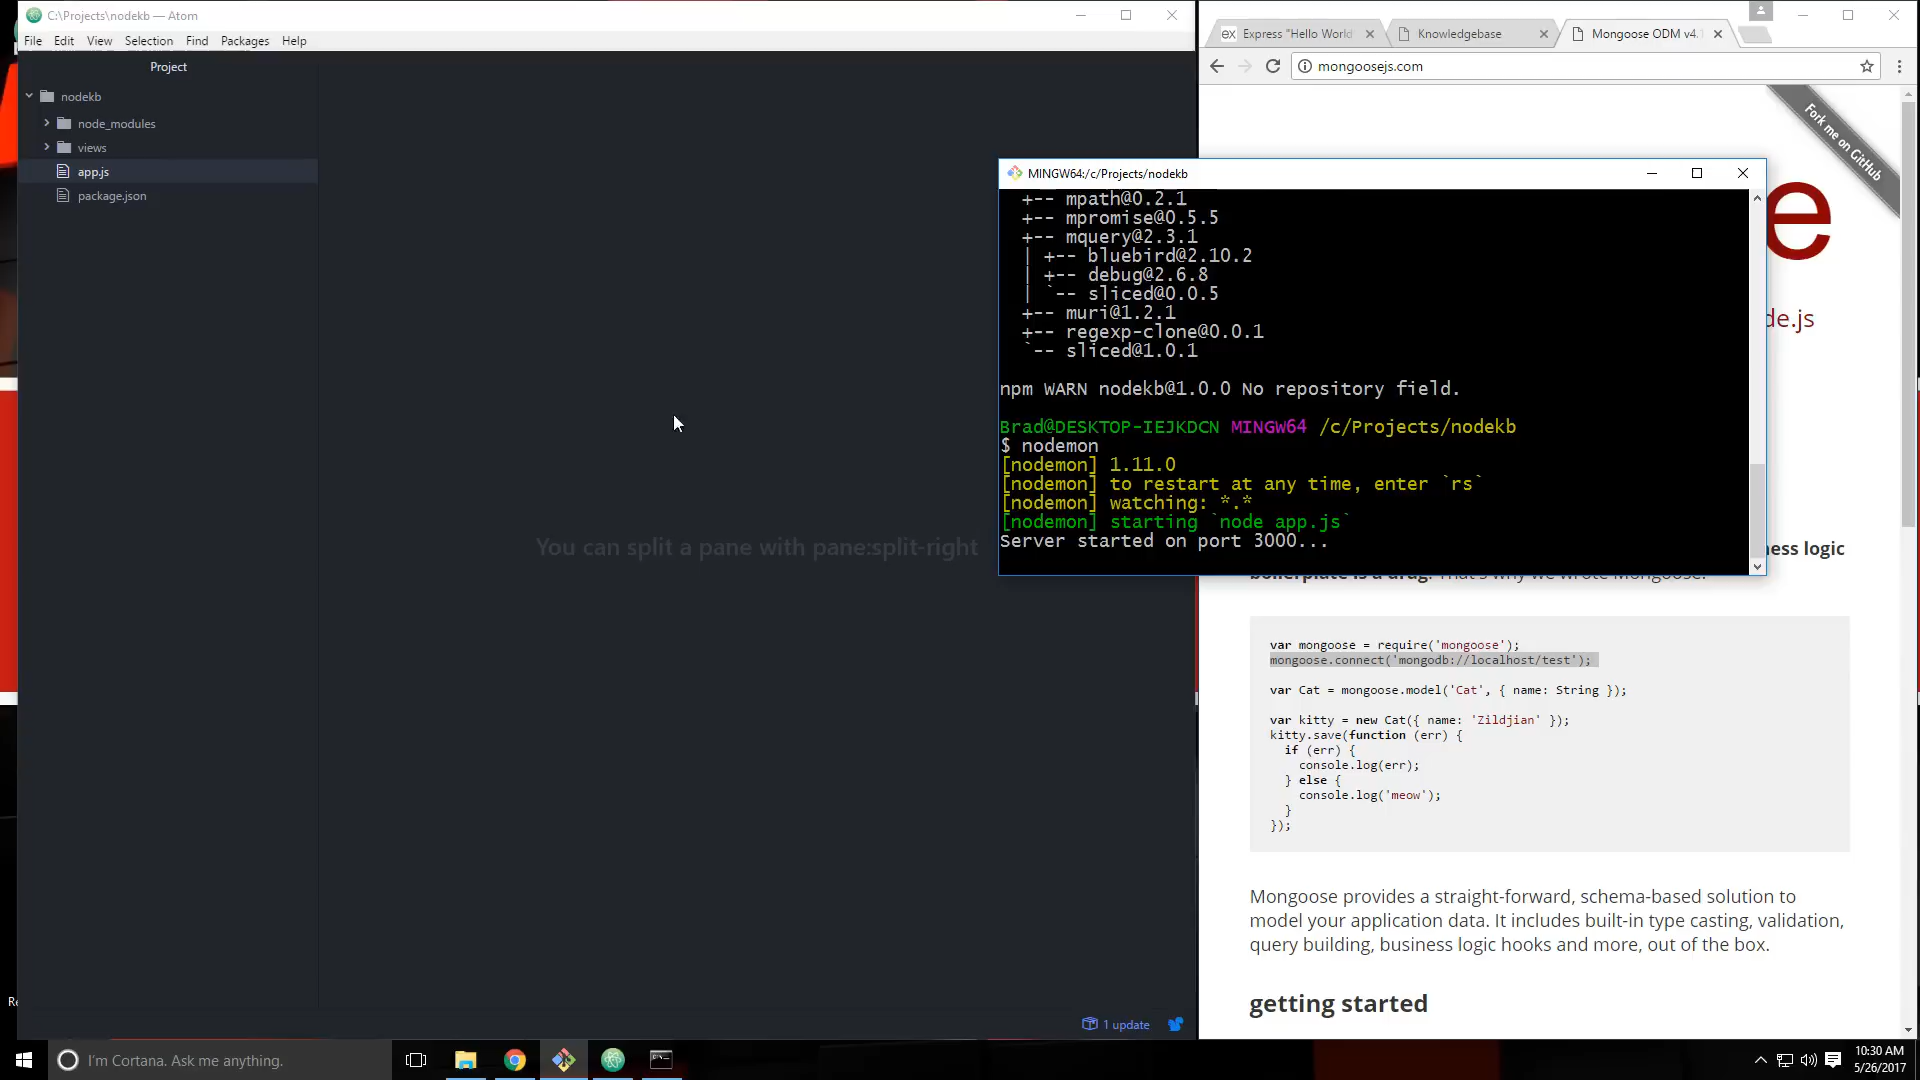 C:\Projects\nodekb — Atom
File Edit View Selection Find Packages Help
Project
nodekb
node_modules
views
app.js
package.json
You can split a pane with pane:split-right
1 update
Express "Hello World
Knowledgebase
Mongoose ODM v4.
mongoosejs.com
Fork me on GitHub
e
de.js
MINGW64:/c/Projects/nodekb
+-- mpath@0.2.1
+-- mpromise@0.5.5
+-- mquery@2.3.1
| +-- bluebird@2.10.2
| +-- debug@2.6.8
| `-- sliced@0.0.5
+-- muri@1.2.1
+-- regexp-clone@0.0.1
`-- sliced@1.0.1
npm WARN nodekb@1.0.0 No repository field.
Brad@DESKTOP-IEJKDCN MINGW64 /c/Projects/nodekb
$ nodemon
[nodemon] 1.11.0
[nodemon] to restart at any time, enter `rs`
[nodemon] watching: *.*
[nodemon] starting `node app.js`
Server started on port 3000...
ness logic
boilerplate is a drag. That's why we wrote Mongoose.
var mongoose = require('mongoose');
mongoose.connect('mongodb://localhost/test');
var Cat = mongoose.model('Cat', { name: String });
var kitty = new Cat({ name: 'Zildjian' });
kitty.save(function (err) {
if (err) {
console.log(err);
} else {
console.log('meow');
}
});
Mongoose provides a straight-forward, schema-based solution to
model your application data. It includes built-in type casting, validation,
query building, business logic hooks and more, out of the box.
getting started
I'm Cortana. Ask me anything.
10:30 AM
5/26/2017